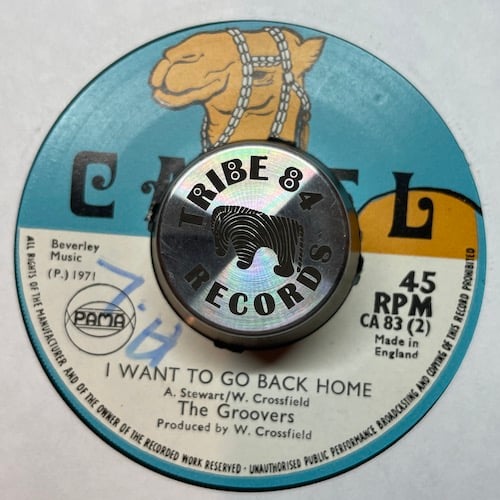 CA L
TRIBE 84
RECORDS
Beverley
Music
(P.) 1971
PAMA
45
RPM
CA 83 (2)
Made in
England
I WANT TO GO BACK HOME
A. Stewart/W. Crossfield
The Groovers
Produced by W. Crossfield
ALL RIGHTS OF THE MANUFACTURER AND OF THE OWNER OF THE RECORDED WORK RESERVED · UNAUTHORISED PUBLIC PERFORMANCE BROADCASTING AND COPYING OF THIS RECORD PROHIBITED